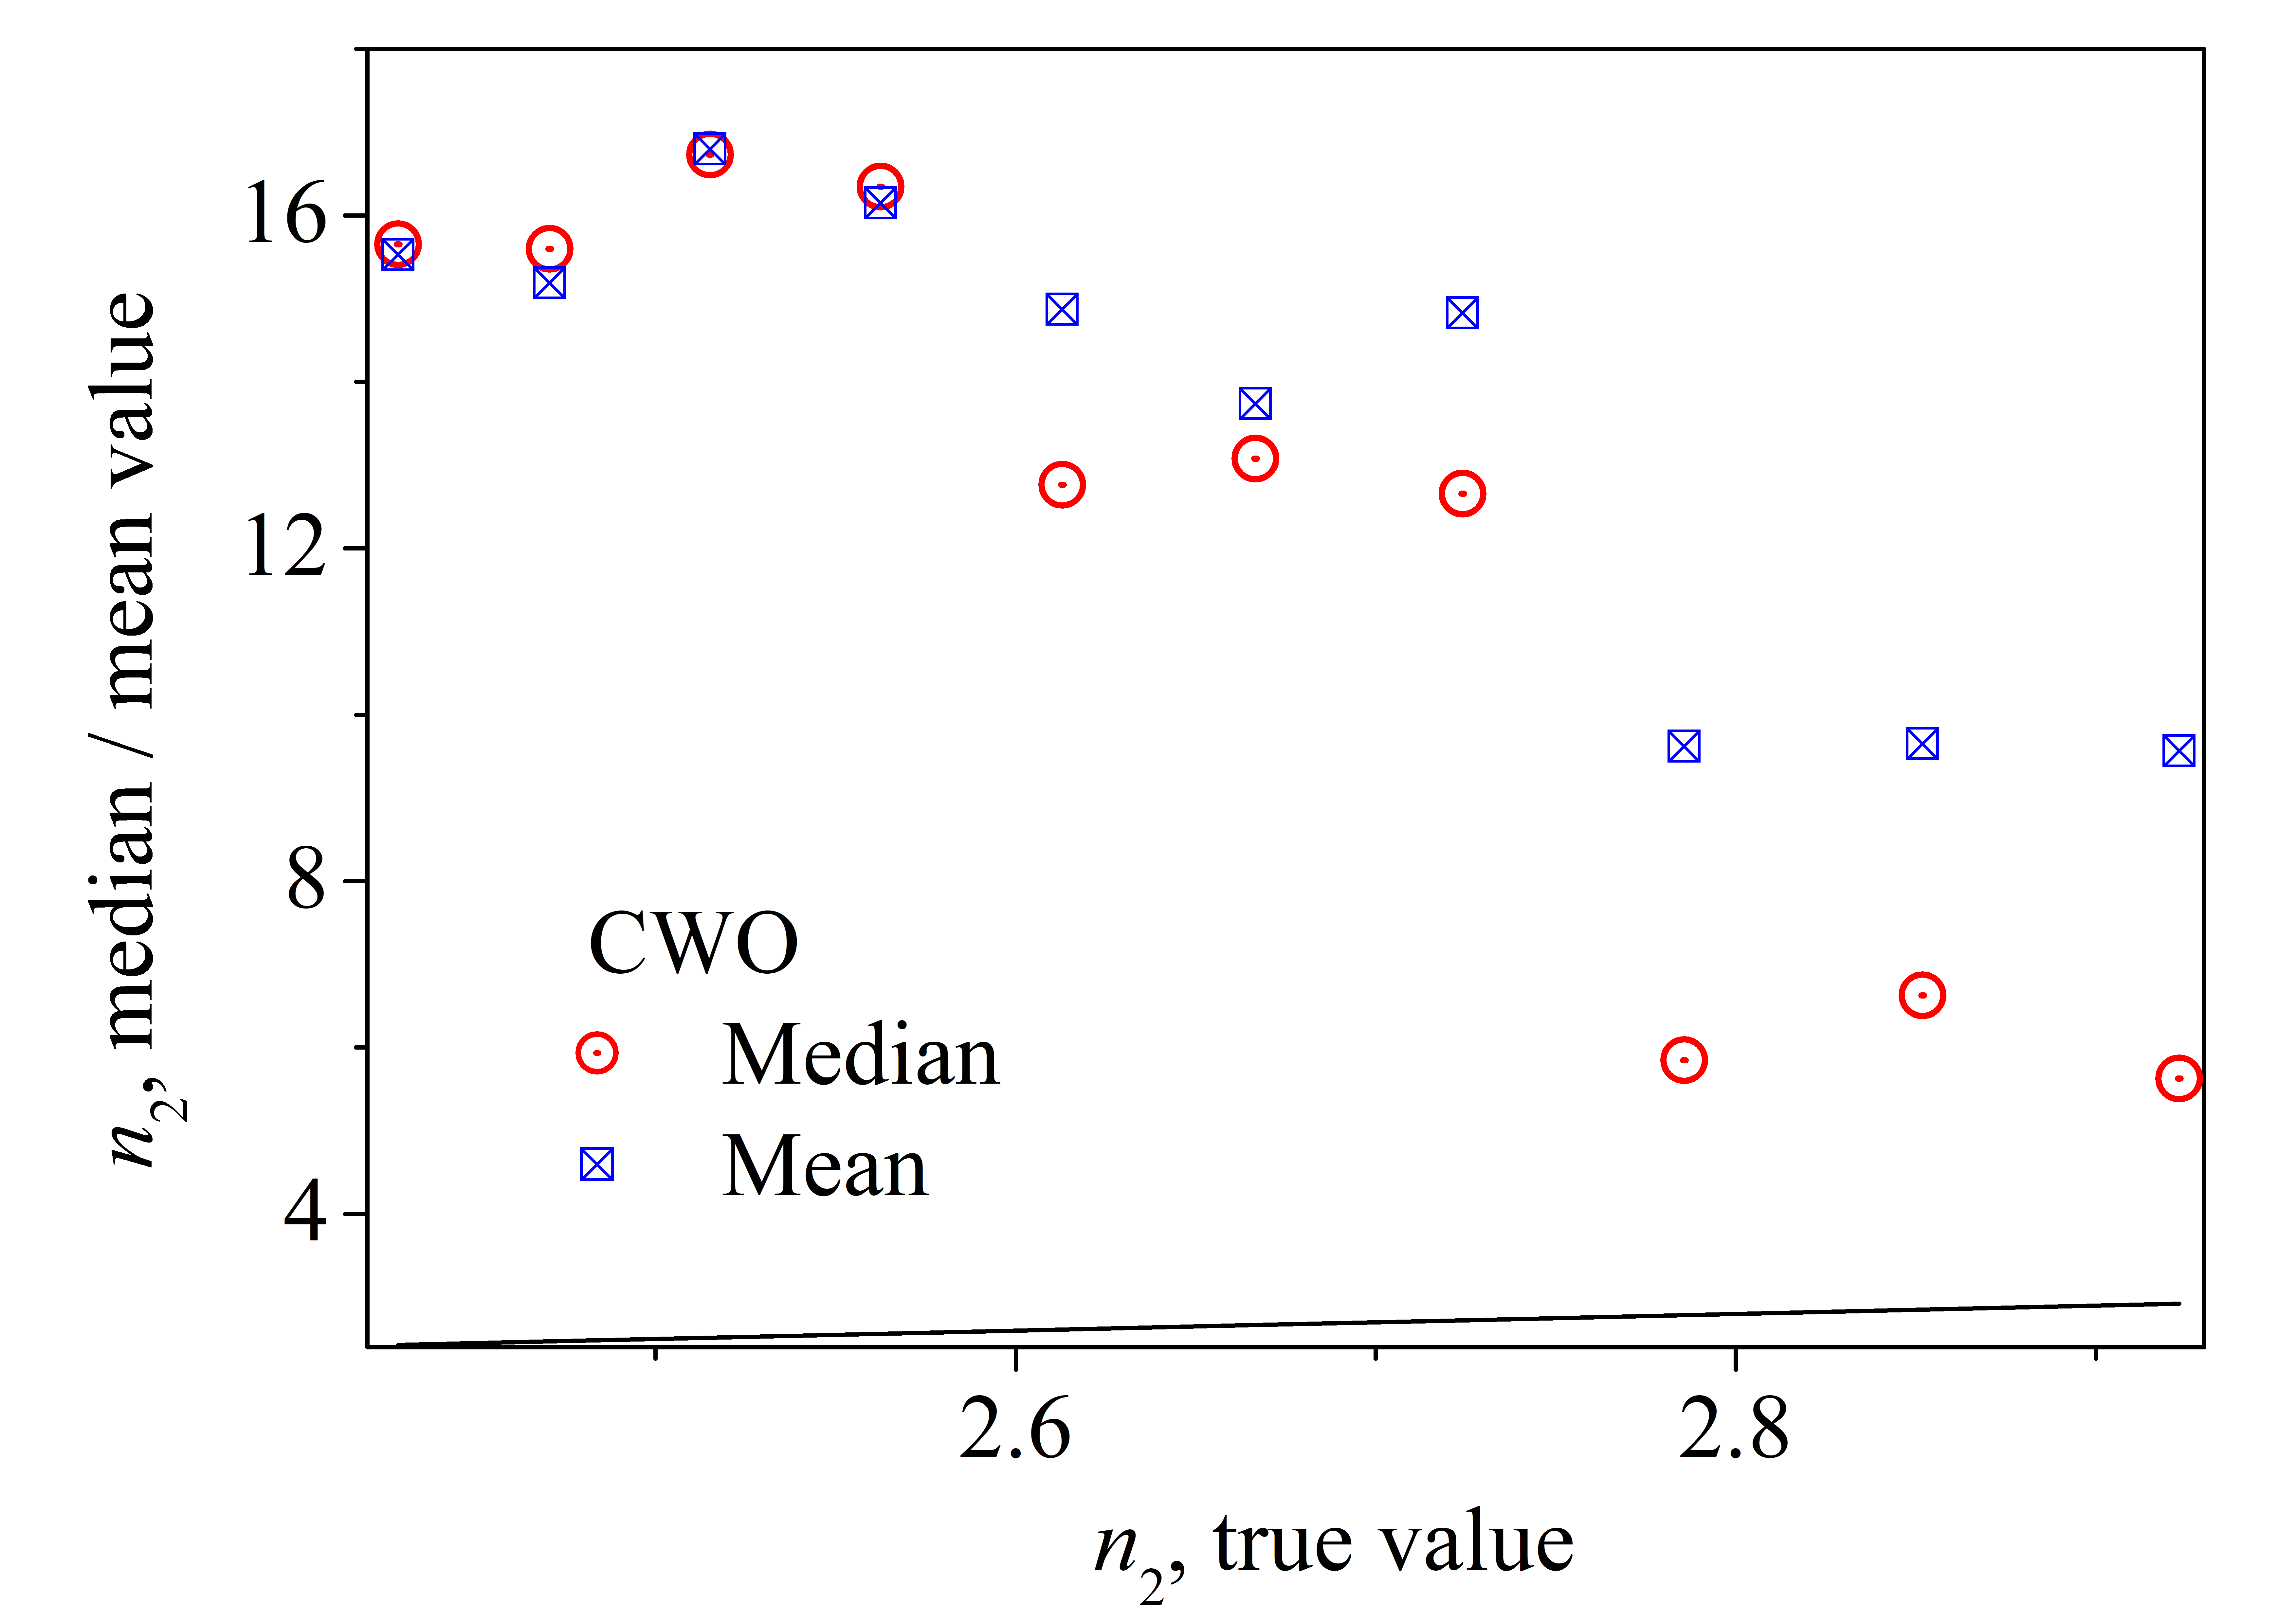 n2, median / mean value
16
12
8
4
CWO
Median
Mean
2.6
2.8
n2, true value